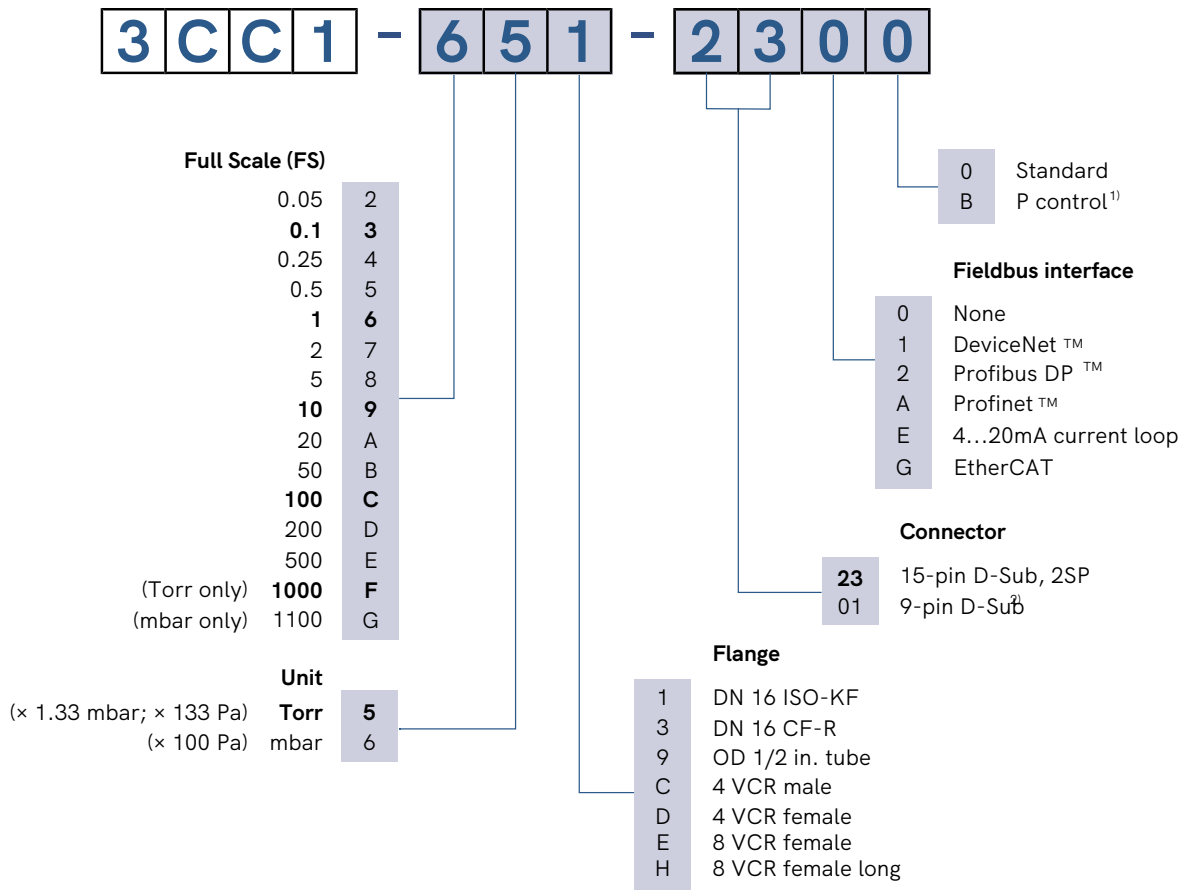 3CC1 - 651 - 2300
Full Scale (FS)
0.05 2
0.1 3
0.25 4
0.5 5
1 6
2 7
5 8
10 9
20 A
50 B
100 C
200 D
500 E
(Torr only) 1000 F
(mbar only) 1100 G
Unit
(× 1.33 mbar; × 133 Pa) Torr 5
(× 100 Pa) mbar 6
0 Standard
B P control 1)
Fieldbus interface
0 None
1 DeviceNet ™
2 Profibus DP ™
A Profinet ™
E 4...20mA current loop
G EtherCAT
Connector
23 15-pin D-Sub, 2SP
01 9-pin D-Sub 2)
Flange
1 DN 16 ISO-KF
3 DN 16 CF-R
9 OD 1/2 in. tube
C 4 VCR male
D 4 VCR female
E 8 VCR female
H 8 VCR female long